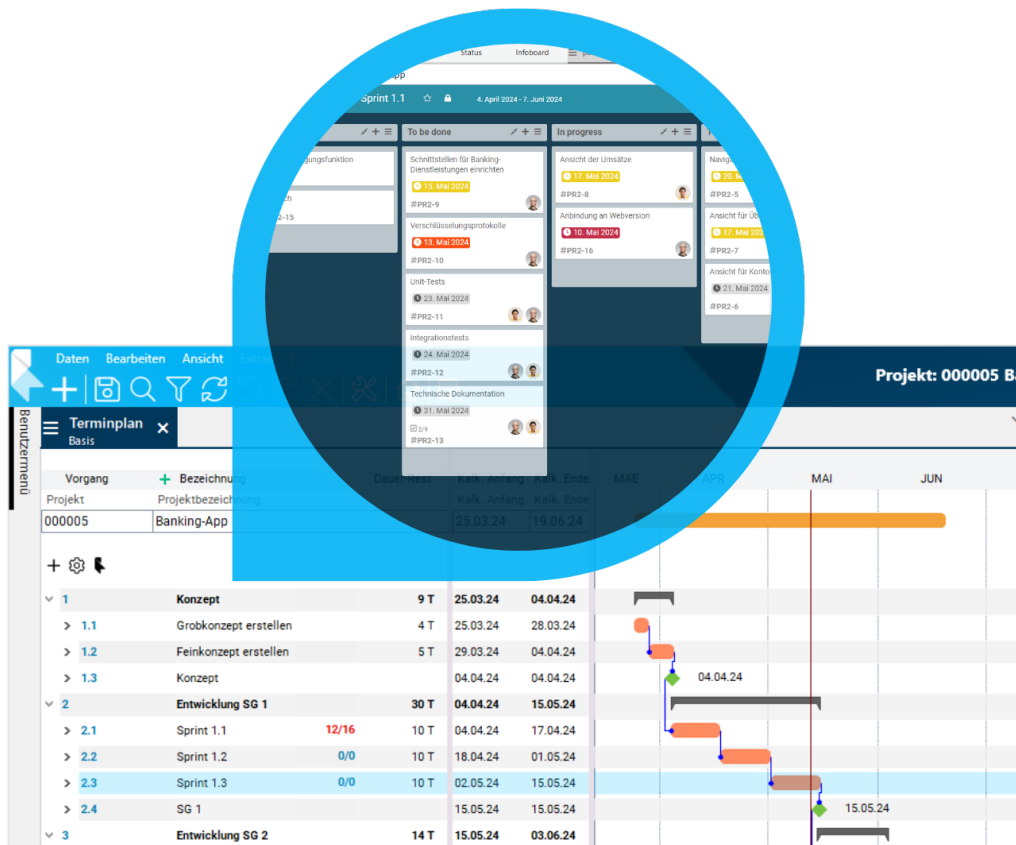 Status Infoboard
App
Sprint 1.1 4. April 2024 - 7. Juni 2024
To be done In progress
Schnittstellen für Banking-
Dienstleistungen einrichten
15. Mai 2024
#PR2-9
Verschlüsselungsprotokolle
13. Mai 2024
#PR2-10
Unit-Tests
23. Mai 2024
#PR2-11
Integrationstests
24. Mai 2024
#PR2-12
Technische Dokumentation
31. Mai 2024
2/9
#PR2-13
Ansicht der Umsätze
17. Mai 2024
#PR2-8
Anbindung an Webversion
10. Mai 2024
#PR2-16
#PR2-5
Ansicht für
17. Mai 202
#PR2-7
Ansicht für Konto
21. Mai 2024
#PR2-6
Daten Bearbeiten Ansicht Extras ?
Projekt: 000005
Benutzermenü
Terminplan
Basis
Vorgang Bezeichnung Dauer-Rest Kalk. Anfang Kalk. Ende MAE APR MAI JUN
Projekt Projektbezeichnung Kalk. Anfang Kalk. Ende
000005 Banking-App 25.03.24 19.06.24
1 Konzept 9 T 25.03.24 04.04.24
1.1 Grobkonzept erstellen 4 T 25.03.24 28.03.24
1.2 Feinkonzept erstellen 5 T 29.03.24 04.04.24
1.3 Konzept 04.04.24 04.04.24 04.04.24
2 Entwicklung SG 1 30 T 04.04.24 15.05.24
2.1 Sprint 1.1 12/16 10 T 04.04.24 17.04.24
2.2 Sprint 1.2 0/0 10 T 18.04.24 01.05.24
2.3 Sprint 1.3 0/0 10 T 02.05.24 15.05.24
2.4 SG 1 15.05.24 15.05.24 15.05.24
3 Entwicklung SG 2 14 T 15.05.24 03.06.24